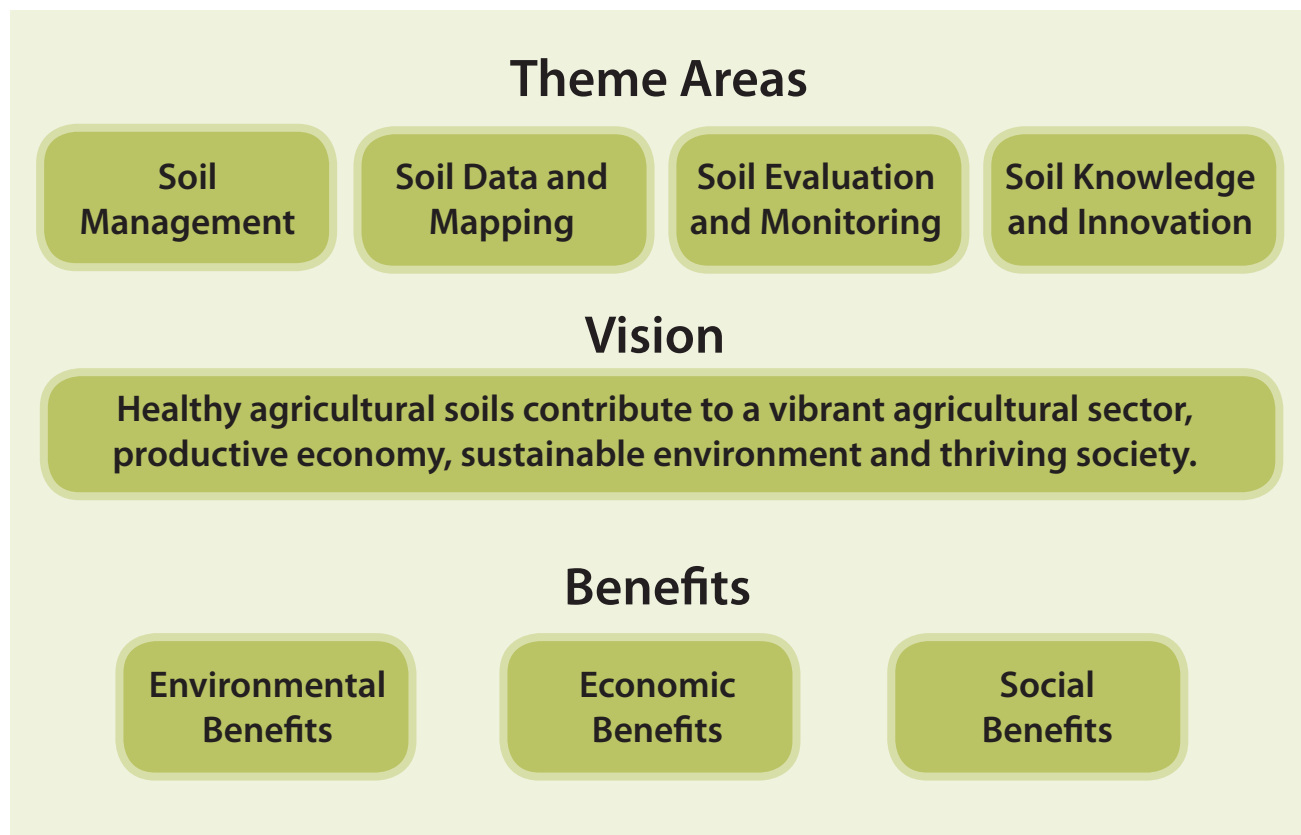 Theme Areas
Soil
Management
Soil Data and
Mapping
Soil Evaluation
and Monitoring
Soil Knowledge
and Innovation
Vision
Healthy agricultural soils contribute to a vibrant agricultural sector,
productive economy, sustainable environment and thriving society.
Benefits
Environmental
Benefits
Economic
Benefits
Social
Benefits